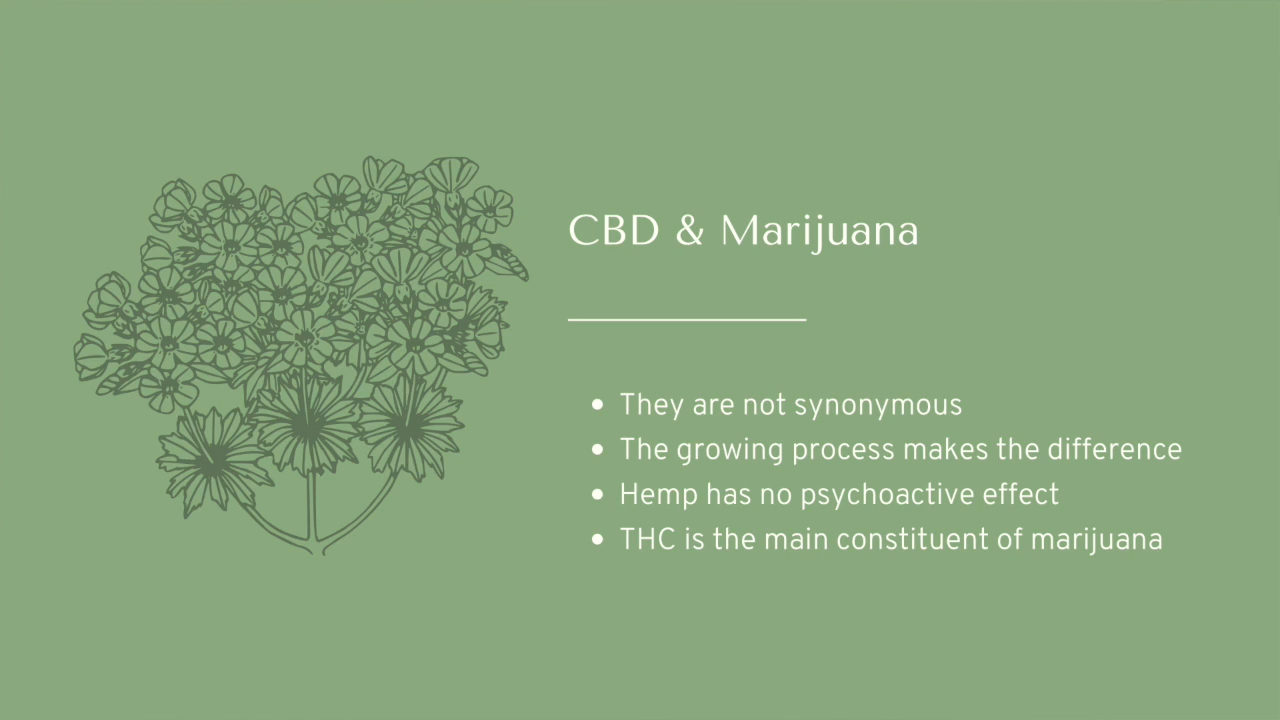 CBD & Marijuana
• They are not synonymous
• The growing process makes the difference
• Hemp has no psychoactive effect
• THC is the main constituent of marijuana